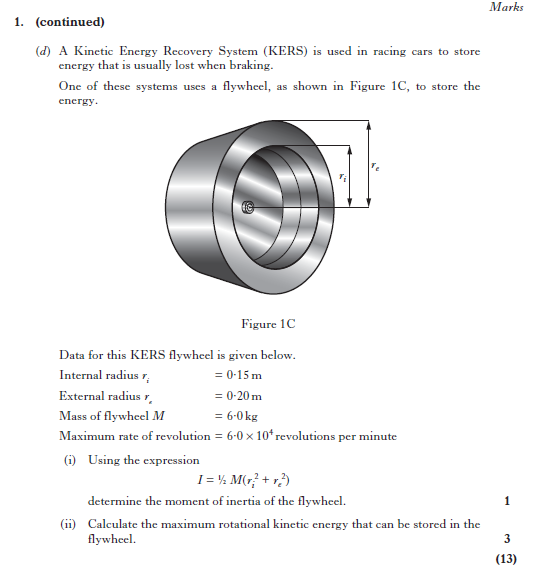 Marks
1. (continued)
(d) A Kinetic Energy Recovery System (KERS) is used in racing cars to store
energy that is usually lost when braking.
One of these systems uses a flywheel, as shown in Figure 1C, to store the
energy.
rᵢ
rₑ
Figure 1C
Data for this KERS flywheel is given below.
Internal radius rᵢ = 0·15 m
External radius rₑ = 0·20 m
Mass of flywheel M = 6·0 kg
Maximum rate of revolution = 6·0 × 10⁴ revolutions per minute
(i) Using the expression
I = ½ M(rᵢ² + rₑ²)
determine the moment of inertia of the flywheel. 1
(ii) Calculate the maximum rotational kinetic energy that can be stored in the
flywheel. 3
(13)